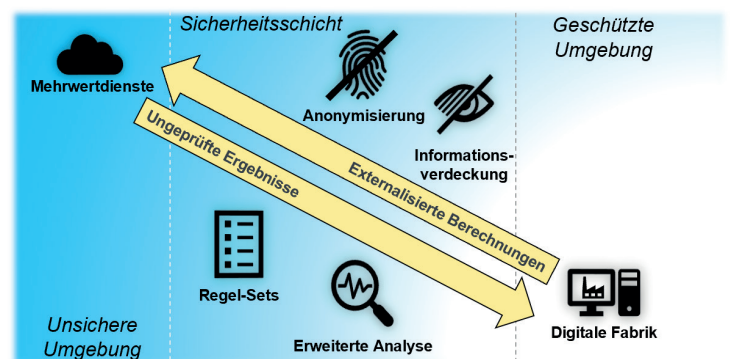 Sicherheitsschicht
Geschützte
Umgebung
Mehrwertdienste
Anonymisierung
Informations-
verdeckung
Ungeprüfte Ergebnisse
Externalisierte Berechnungen
Regel-Sets
Erweiterte Analyse
Digitale Fabrik
Unsichere
Umgebung